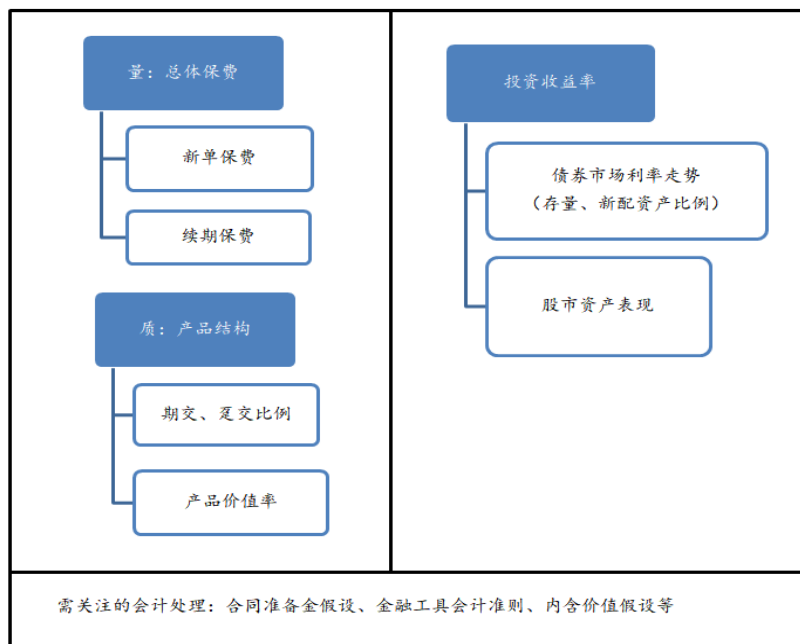 量：总体保费
新单保费
续期保费
质：产品结构
期交、趸交比例
产品价值率
投资收益率
债券市场利率走势
（存量、新配资产比例）
股市资产表现
需关注的会计处理：合同准备金假设、金融工具会计准则、内含价值假设等